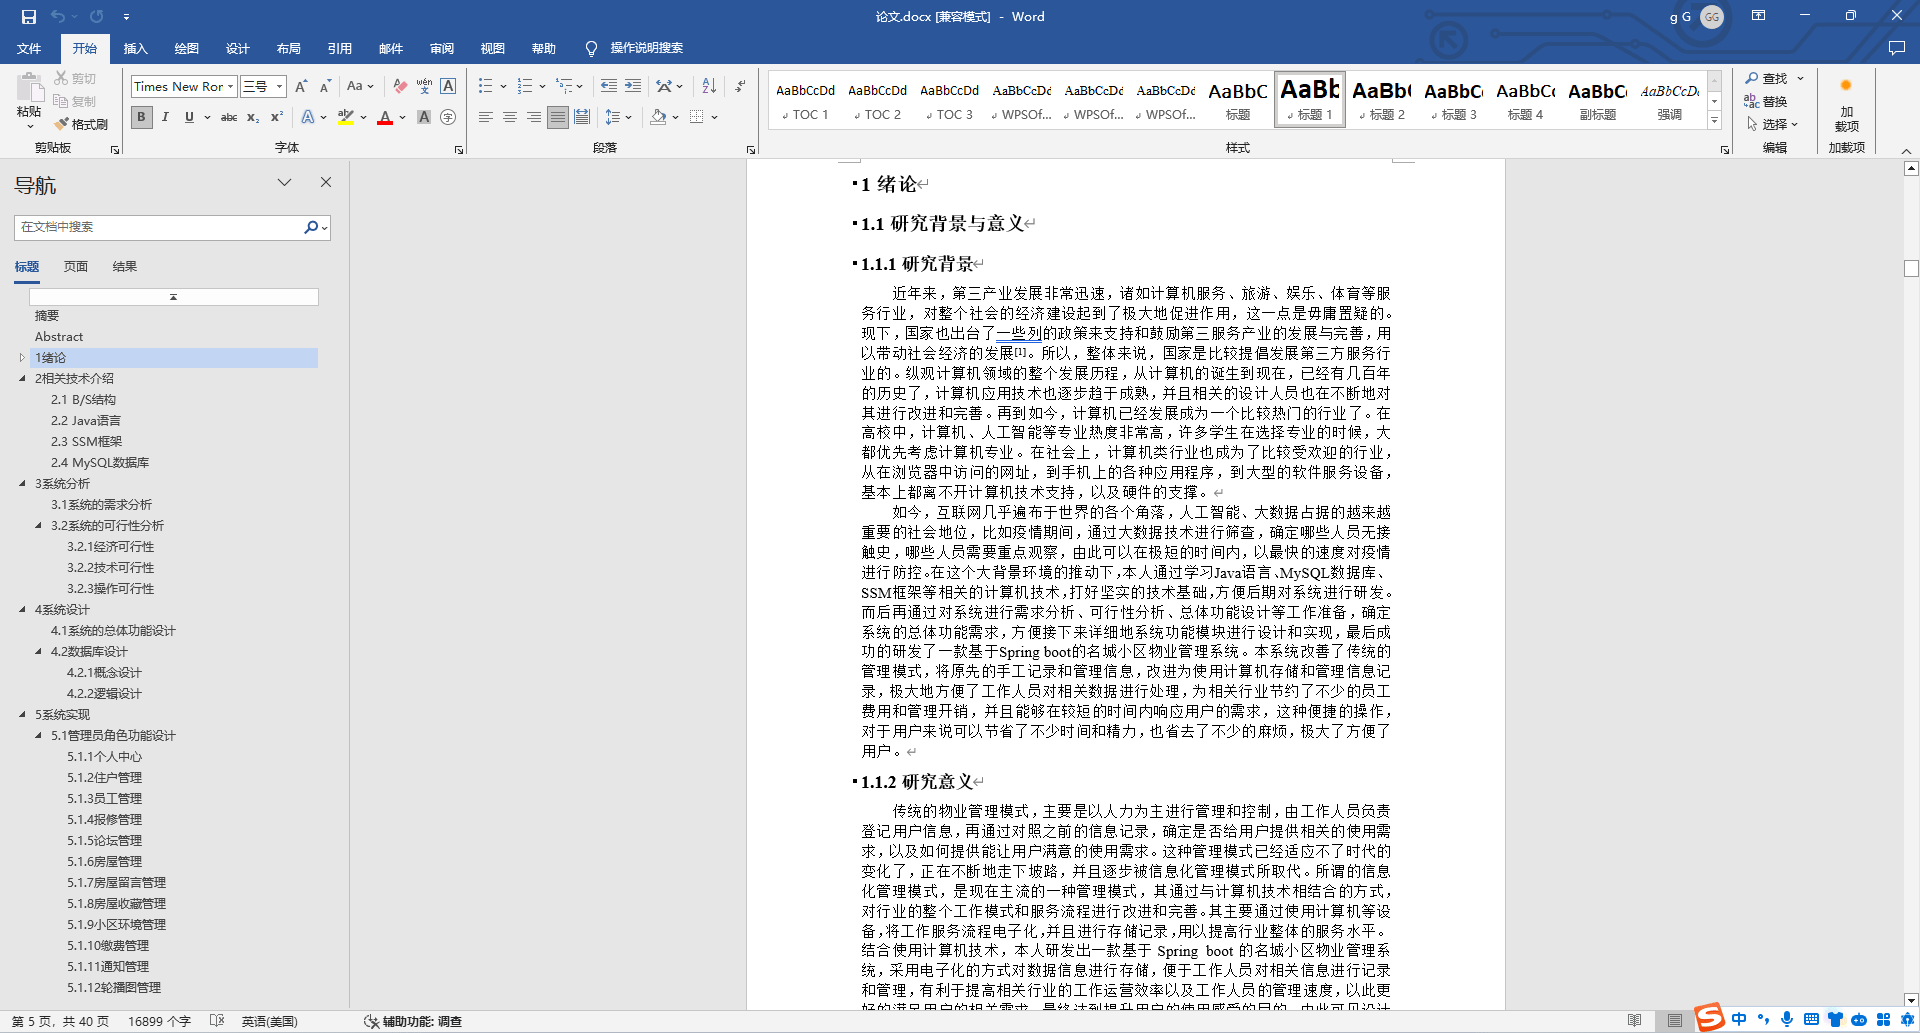 论文.docx [兼容模式] - Word
g G
GG
文件 开始 插入 绘图 设计 布局 引用 邮件 审阅 视图 帮助 操作说明搜索
剪切
复制
格式刷
粘贴
剪贴板
Times New Ror 三号
字体
段落
AaBbCcDd AaBbCcDd AaBbCcDd AaBbCcDd AaBbCcDd AaBbCcDd AaBbC AaBb AaBb( AaBbC AaBbC AaBbC AaBbCcD
TOC 1 TOC 2 TOC 3 WPSOf... WPSOf... WPSOf... 标题 标题 1 标题 2 标题 3 标题 4 副标题 强调
样式
查找
替换
选择
编辑
加载项
加载项
导航
在文档中搜索
标题 页面 结果
摘要
Abstract
1绪论
2相关技术介绍
2.1 B/S结构
2.2 Java语言
2.3 SSM框架
2.4 MySQL数据库
3系统分析
3.1系统的需求分析
3.2系统的可行性分析
3.2.1经济可行性
3.2.2技术可行性
3.2.3操作可行性
4系统设计
4.1系统的总体功能设计
4.2数据库设计
4.2.1概念设计
4.2.2逻辑设计
5系统实现
5.1管理员角色功能设计
5.1.1个人中心
5.1.2住户管理
5.1.3员工管理
5.1.4报修管理
5.1.5论坛管理
5.1.6房屋管理
5.1.7房屋留言管理
5.1.8房屋收藏管理
5.1.9小区环境管理
5.1.10缴费管理
5.1.11通知管理
5.1.12轮播图管理
1 绪论
1.1 研究背景与意义
1.1.1 研究背景
近年来，第三产业发展非常迅速，诸如计算机服务、旅游、娱乐、体育等服
务行业，对整个社会的经济建设起到了极大地促进作用，这一点是毋庸置疑的。
现下，国家也出台了一些列的政策来支持和鼓励第三服务产业的发展与完善，用
以带动社会经济的发展[1]。所以，整体来说，国家是比较提倡发展第三方服务行
业的。纵观计算机领域的整个发展历程，从计算机的诞生到现在，已经有几百年
的历史了，计算机应用技术也逐步趋于成熟，并且相关的设计人员也在不断地对
其进行改进和完善。再到如今，计算机已经发展成为一个比较热门的行业了。在
高校中，计算机、人工智能等专业热度非常高，许多学生在选择专业的时候，大
都优先考虑计算机专业。在社会上，计算机类行业也成为了比较受欢迎的行业，
从在浏览器中访问的网址，到手机上的各种应用程序，到大型的软件服务设备，
基本上都离不开计算机技术支持，以及硬件的支撑。
如今，互联网几乎遍布于世界的各个角落，人工智能、大数据占据的越来越
重要的社会地位，比如疫情期间，通过大数据技术进行筛查，确定哪些人员无接
触史，哪些人员需要重点观察，由此可以在极短的时间内，以最快的速度对疫情
进行防控。在这个大背景环境的推动下，本人通过学习Java语言、MySQL数据库、
SSM框架等相关的计算机技术，打好坚实的技术基础，方便后期对系统进行研发。
而后再通过对系统进行需求分析、可行性分析、总体功能设计等工作准备，确定
系统的总体功能需求，方便接下来详细地系统功能模块进行设计和实现，最后成
功的研发了一款基于Spring boot的名城小区物业管理系统。本系统改善了传统的
管理模式，将原先的手工记录和管理信息，改进为使用计算机存储和管理信息记
录，极大地方便了工作人员对相关数据进行处理，为相关行业节约了不少的员工
费用和管理开销，并且能够在较短的时间内响应用户的需求，这种便捷的操作，
对于用户来说可以节省了不少时间和精力，也省去了不少的麻烦，极大了方便了
用户。
1.1.2 研究意义
传统的物业管理模式，主要是以人力为主进行管理和控制，由工作人员负责
登记用户信息，再通过对照之前的信息记录，确定是否给用户提供相关的使用需
求，以及如何提供能让用户满意的使用需求。这种管理模式已经适应不了时代的
变化了，正在不断地走下坡路，并且逐步被信息化管理模式所取代。所谓的信息
化管理模式，是现在主流的一种管理模式，其通过与计算机技术相结合的方式，
对行业的整个工作模式和服务流程进行改进和完善。其主要通过使用计算机等设
备，将工作服务流程电子化，并且进行存储记录，用以提高行业整体的服务水平。
结合使用计算机技术，本人研发出一款基于 Spring boot 的名城小区物业管理系
统，采用电子化的方式对数据信息进行存储，便于工作人员对相关信息进行记录
和管理，有利于提高相关行业的工作运营效率以及工作人员的管理速度，以此更
好的满足用户的相关需求，最终达到提升用户的使用感受的目的。由此可见设计
第 5 页，共 40 页 16899 个字 英语(美国) 辅助功能: 调查
中